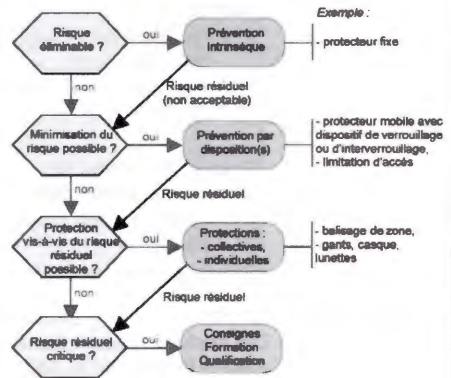 Exemple :
Risque
éliminable ?
oui
Prévention
intrinsèque
- protecteur fixe
non
Risque résiduel
(non acceptable)
Minimisation du
risque possible ?
oui
Prévention par
disposition(s)
- protecteur mobile avec
dispositif de verrouillage
ou d'interverrouillage,
- limitation d'accès
non
Risque résiduel
Protection
vis-à-vis du risque
résiduel
possible ?
oui
Protections :
- collectives,
- individuelles
- balisage de zone,
- gants, casque,
lunettes
non
Risque résiduel
Risque résiduel
critique ?
oui
Consignes
Formation
Qualification